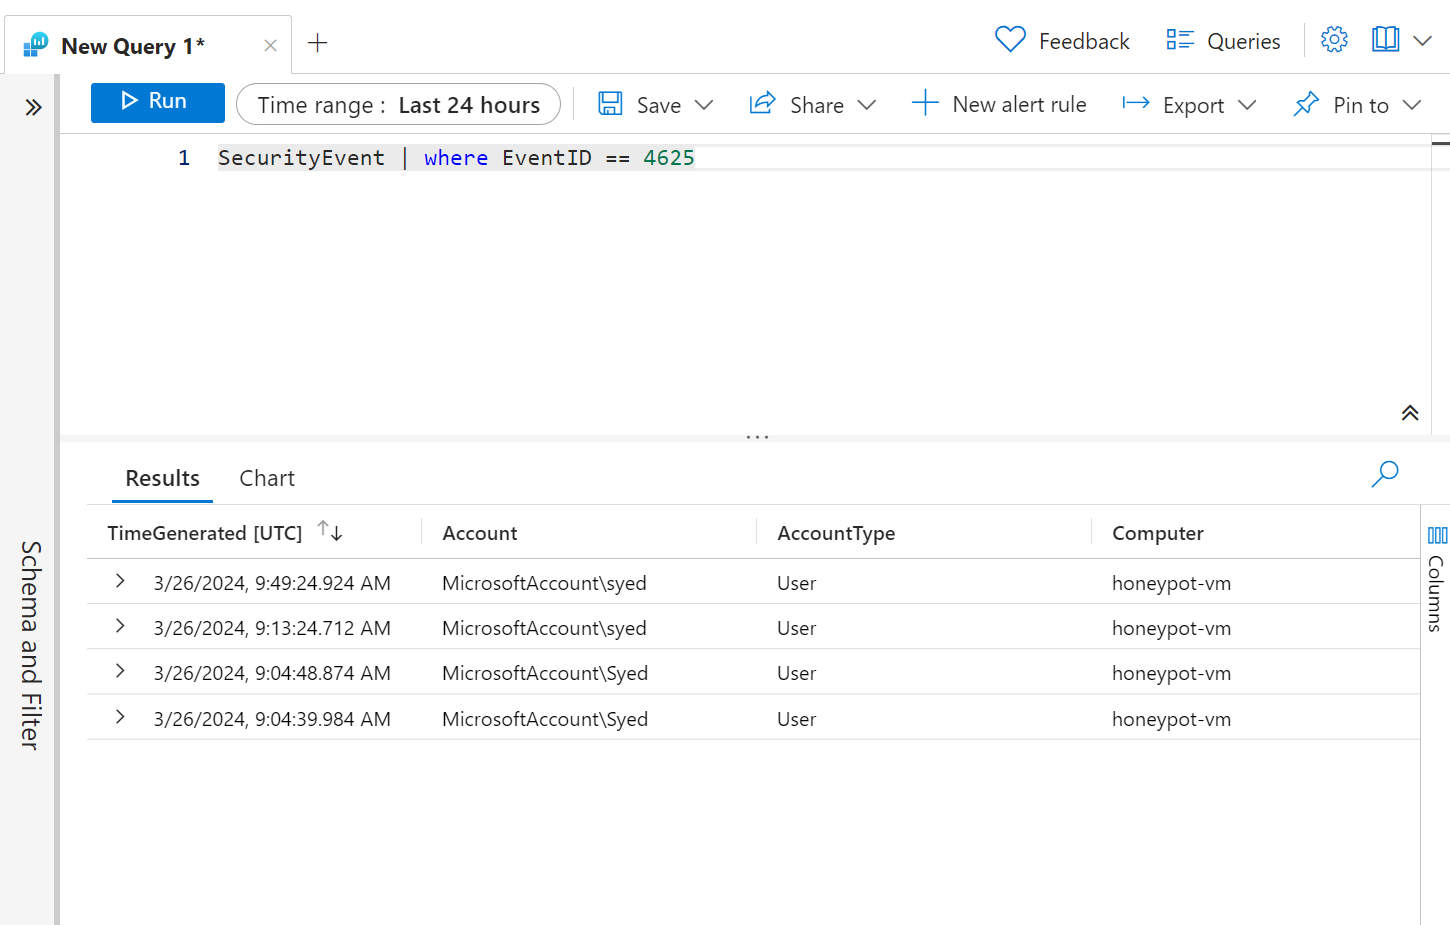 New Query 1*
Feedback
Queries
Run
Time range : Last 24 hours
Save
Share
New alert rule
Export
Pin to
1 SecurityEvent | where EventID == 4625
...
Results Chart
TimeGenerated [UTC] Account AccountType Computer
3/26/2024, 9:49:24.924 AM MicrosoftAccount\syed User honeypot-vm
3/26/2024, 9:13:24.712 AM MicrosoftAccount\syed User honeypot-vm
3/26/2024, 9:04:48.874 AM MicrosoftAccount\Syed User honeypot-vm
3/26/2024, 9:04:39.984 AM MicrosoftAccount\Syed User honeypot-vm
Schema and Filter
Columns